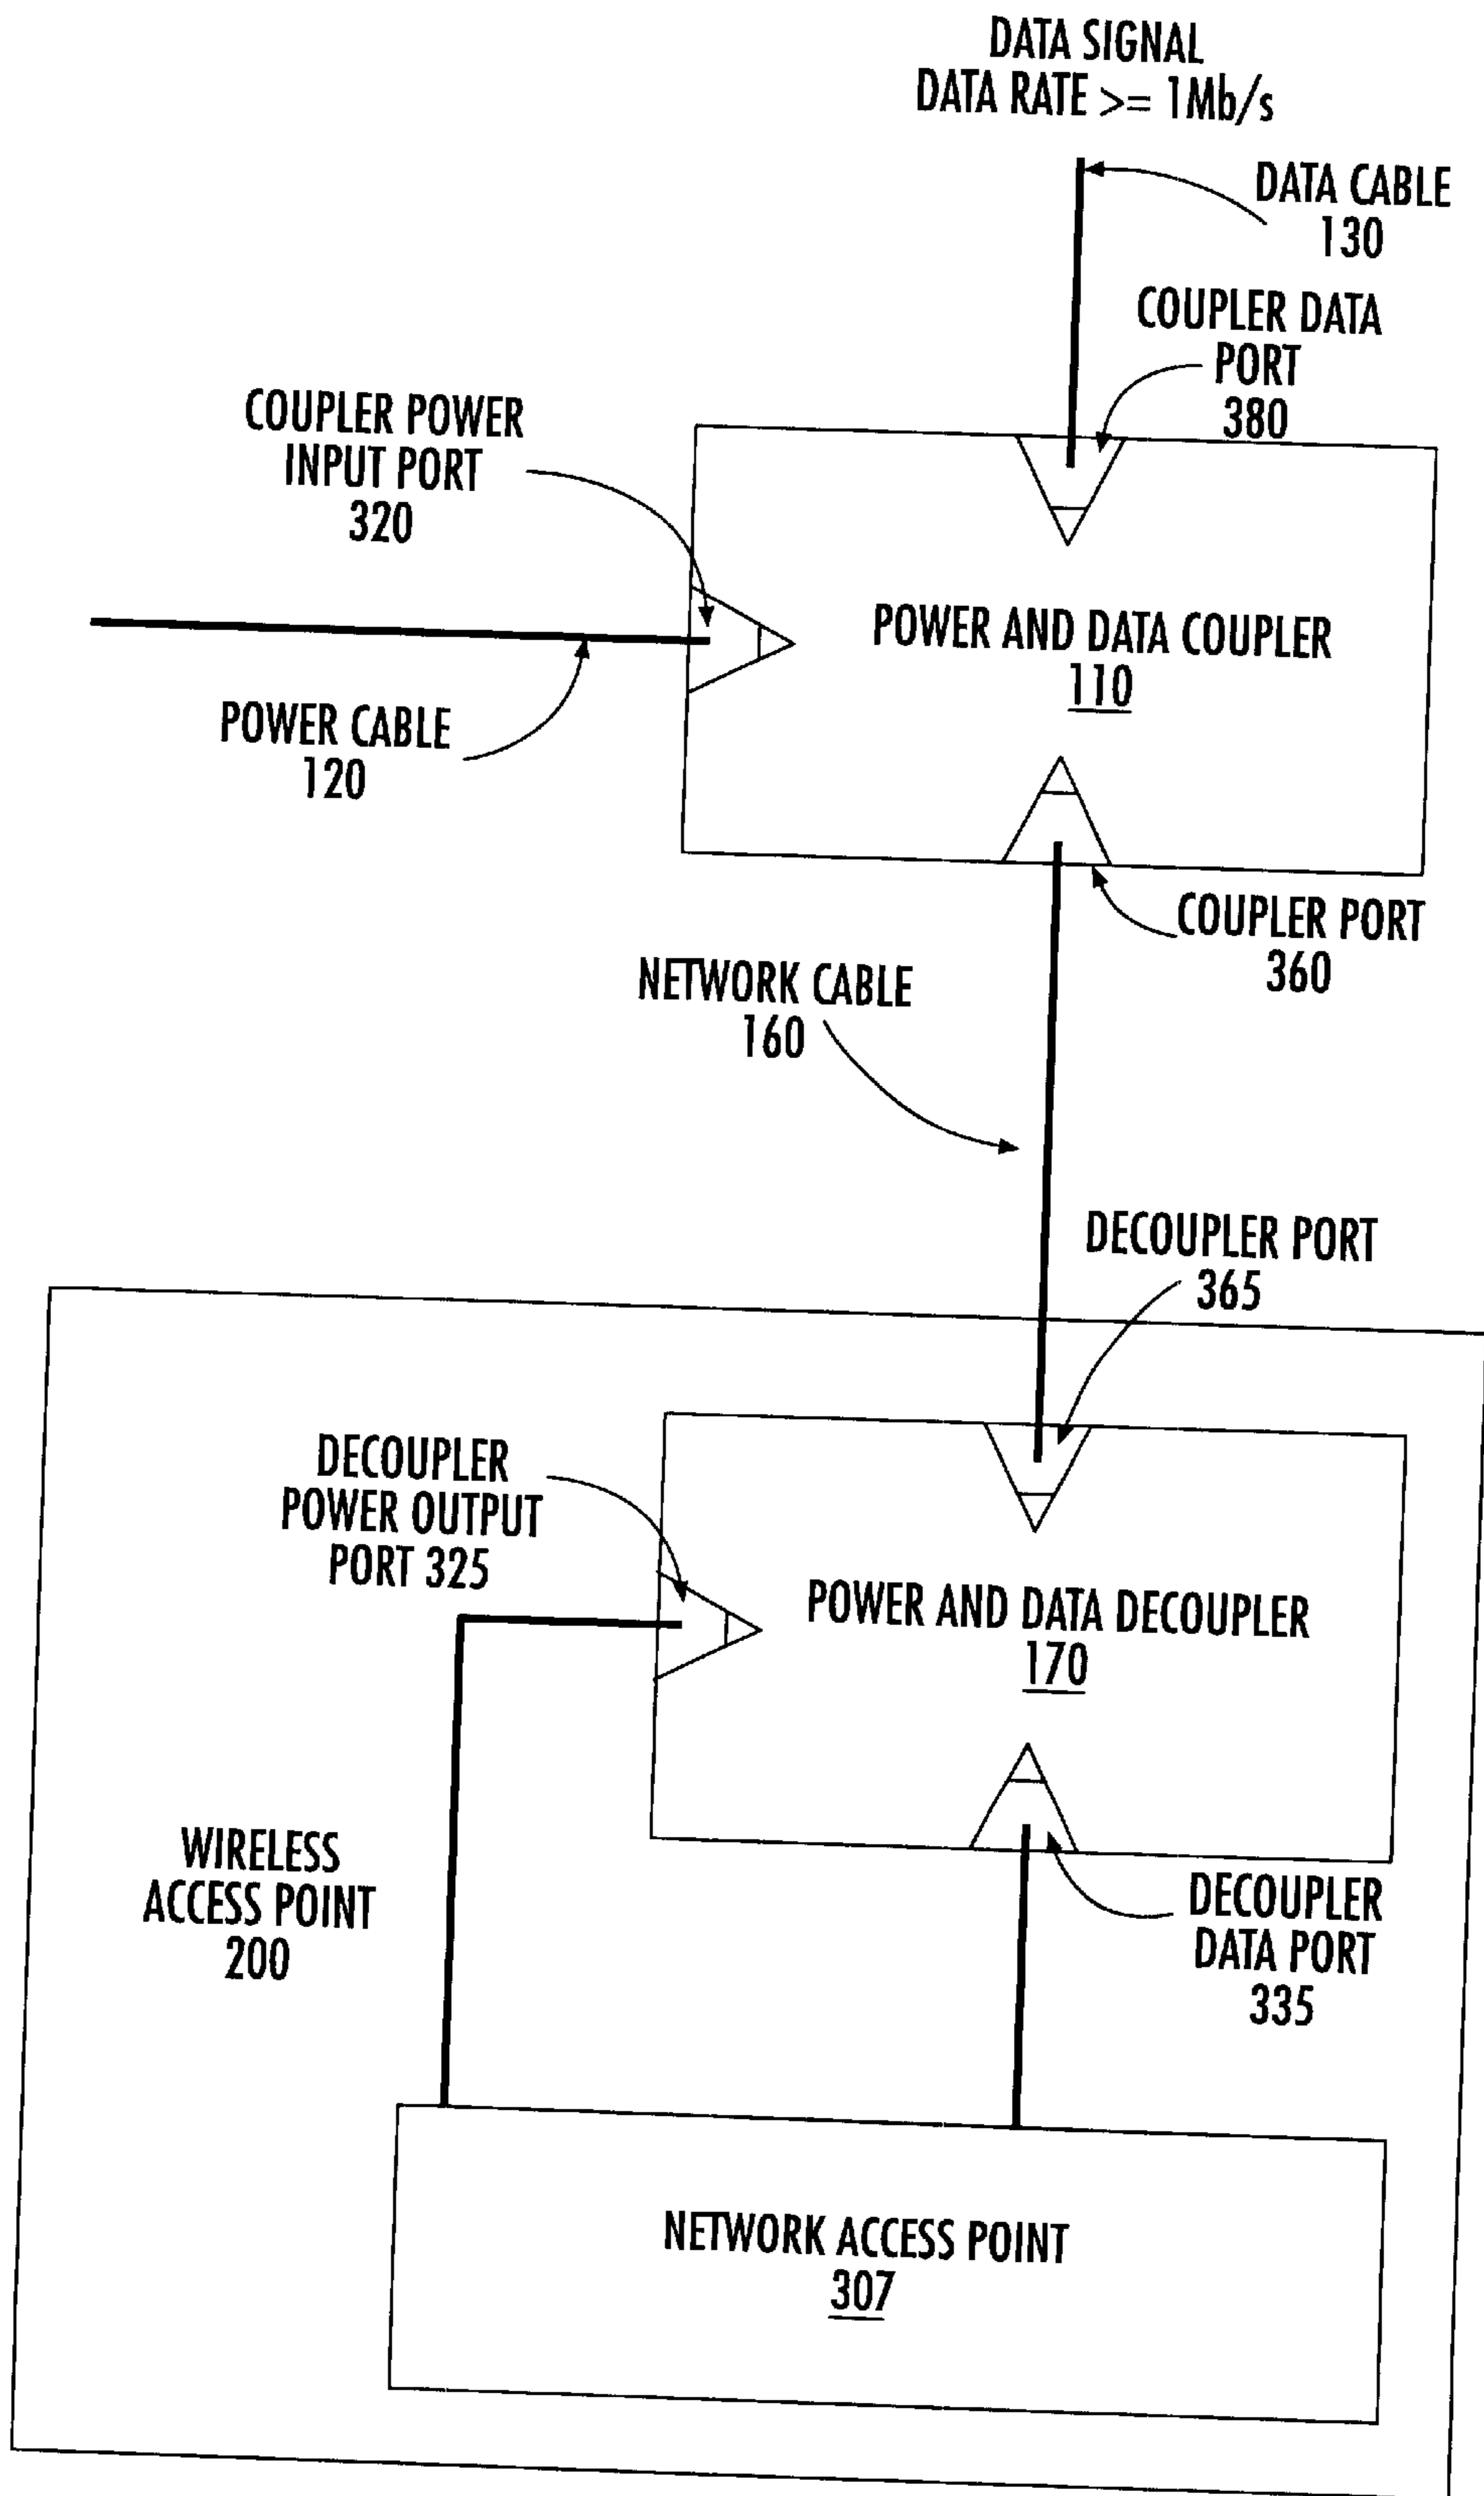 DATA SIGNAL
DATA RATE >= 1Mb/s
DATA CABLE
130
COUPLER DATA
PORT
380
COUPLER POWER
INPUT PORT
320
POWER AND DATA COUPLER
110
POWER CABLE
120
COUPLER PORT
360
NETWORK CABLE
160
DECOUPLER PORT
365
DECOUPLER
POWER OUTPUT
PORT 325
POWER AND DATA DECOUPLER
170
WIRELESS
ACCESS POINT
200
DECOUPLER
DATA PORT
335
NETWORK ACCESS POINT
307